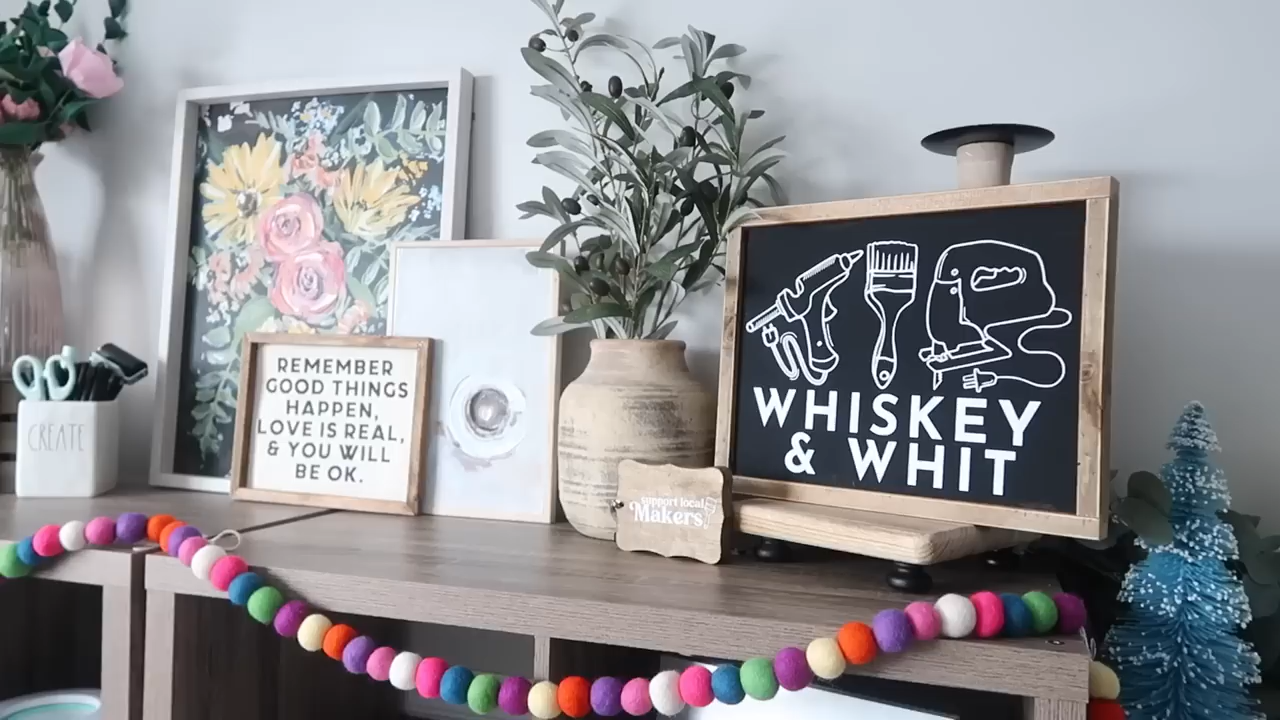 CREATE
REMEMBER
GOOD THINGS
HAPPEN,
LOVE IS REAL,
& YOU WILL
BE OK.
support local
Makers
WHISKEY
& WHIT